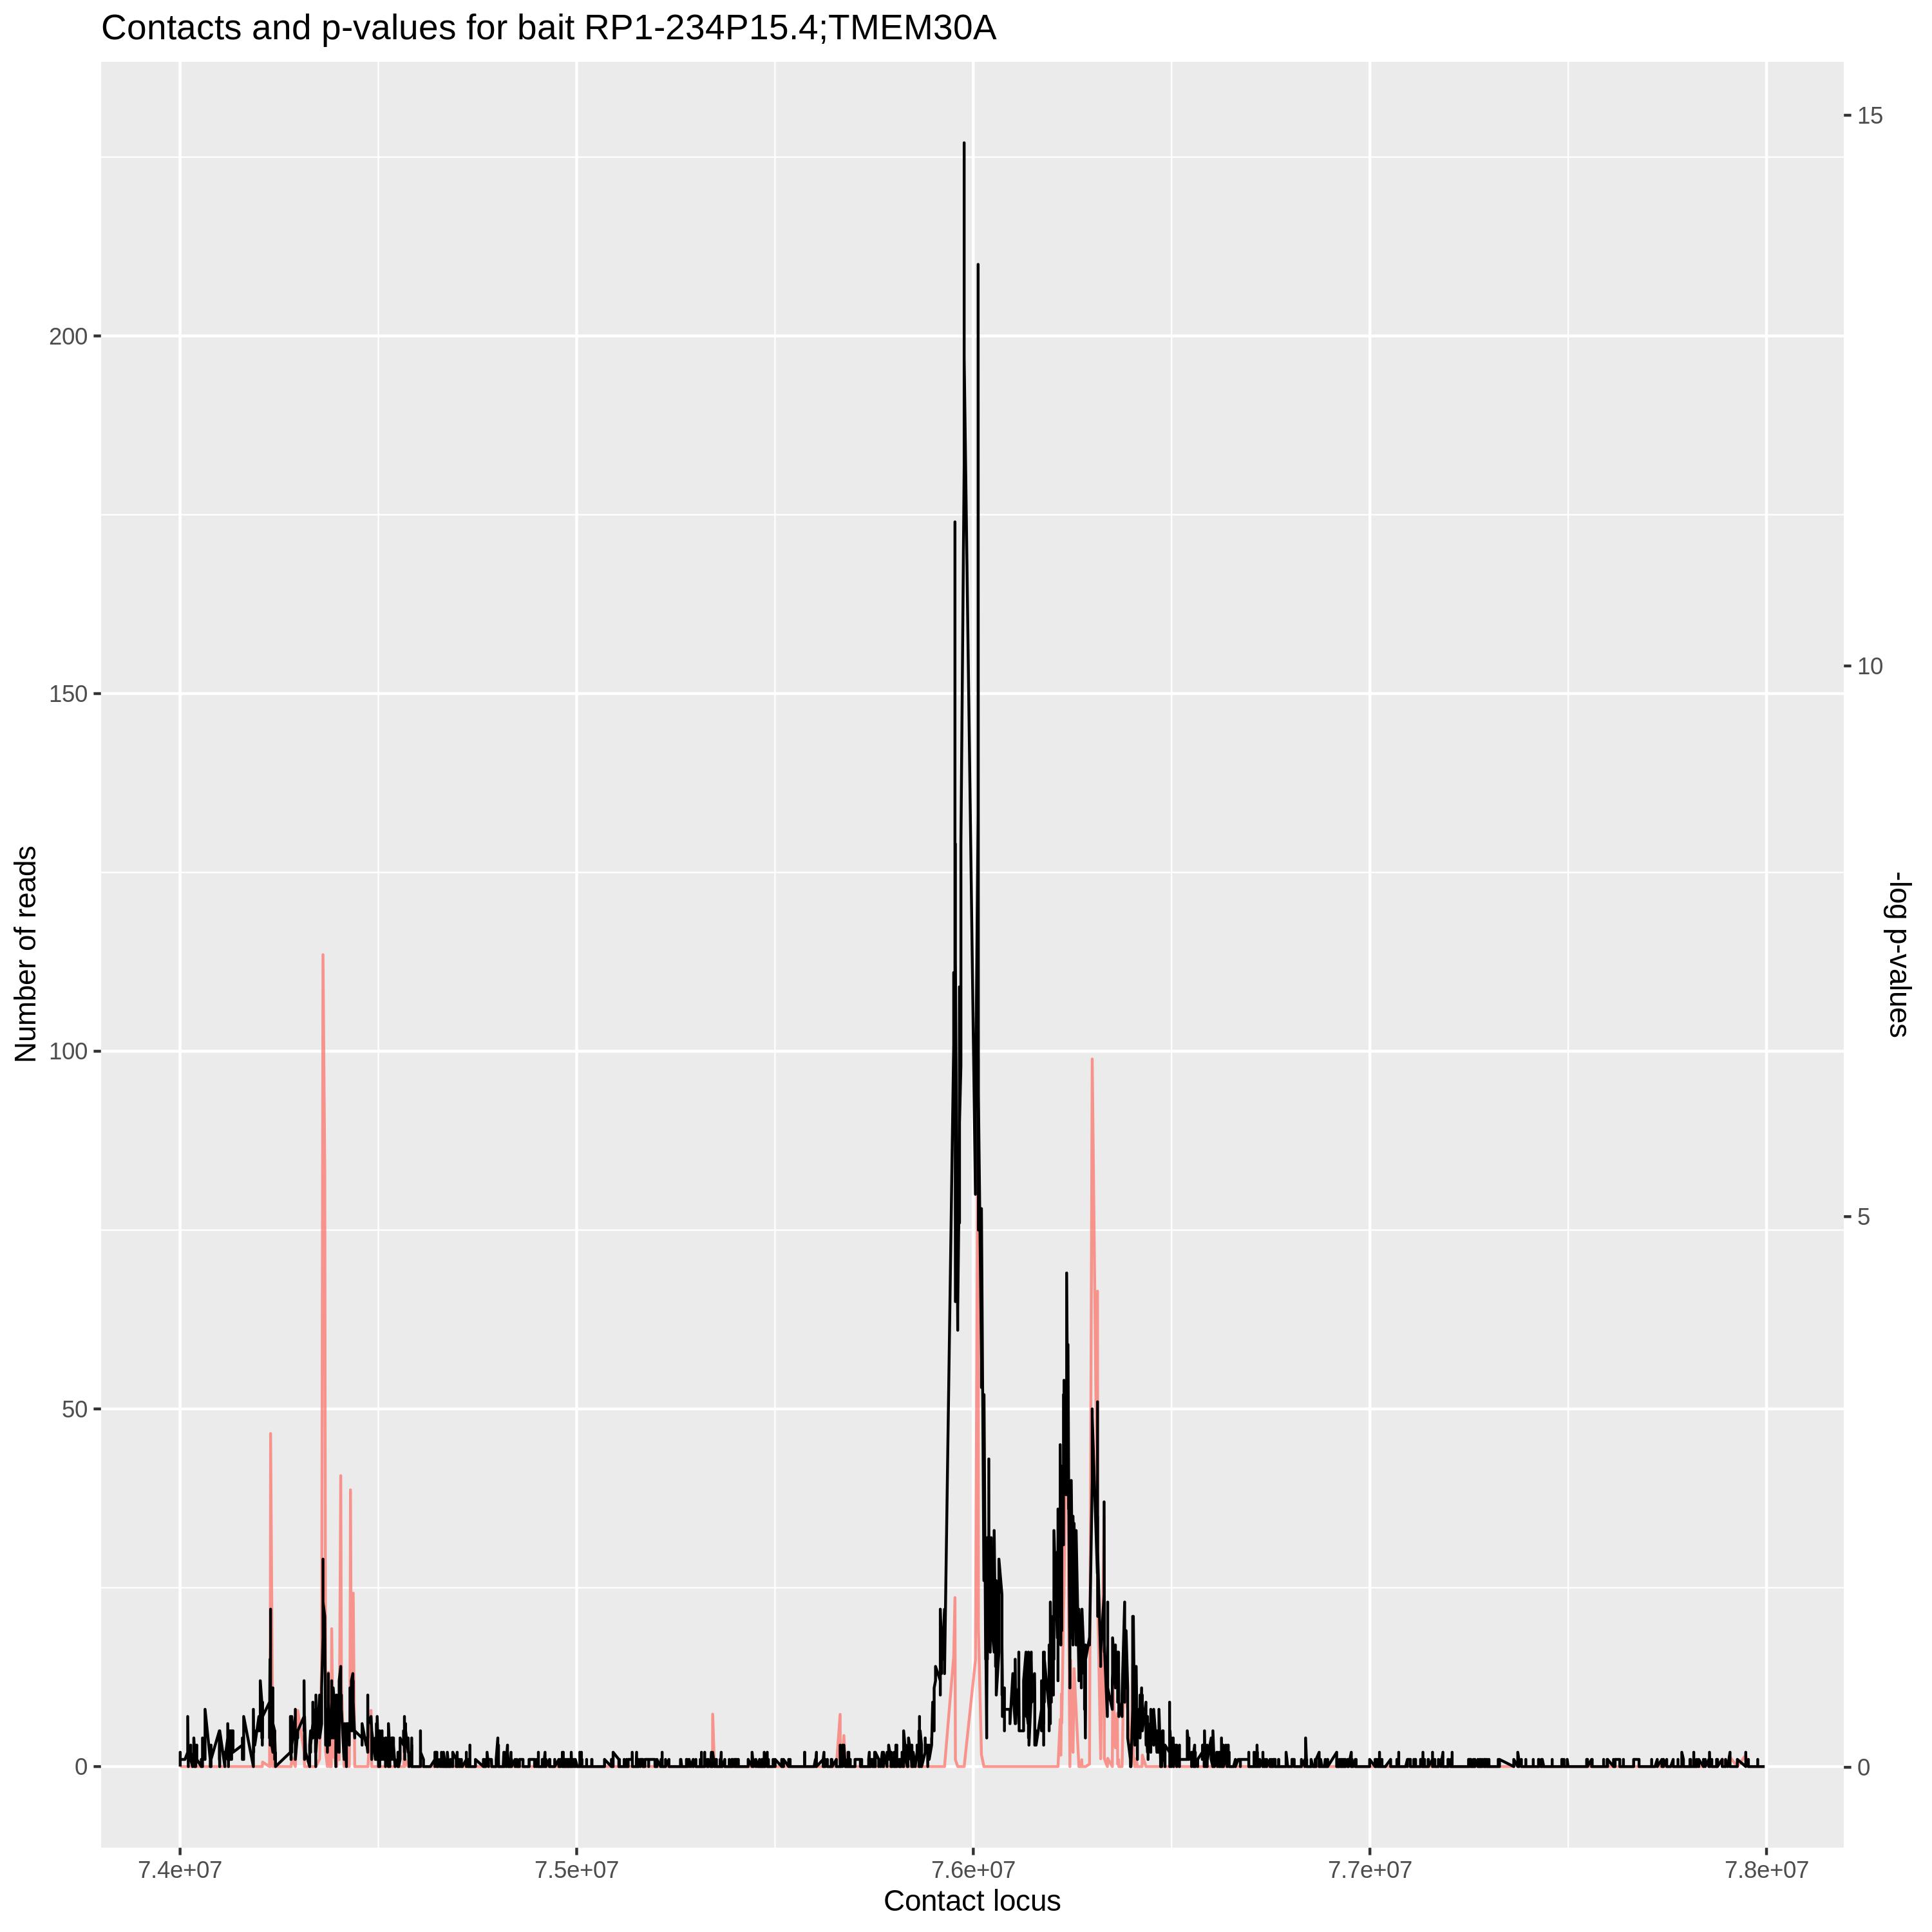 Contacts and p-values for bait RP1-234P15.4;TMEM30A
Number of reads
200
150
100
50
0
15
10
5
0
-log p-values
7.4e+07 7.5e+07 7.6e+07 7.7e+07 7.8e+07
Contact locus